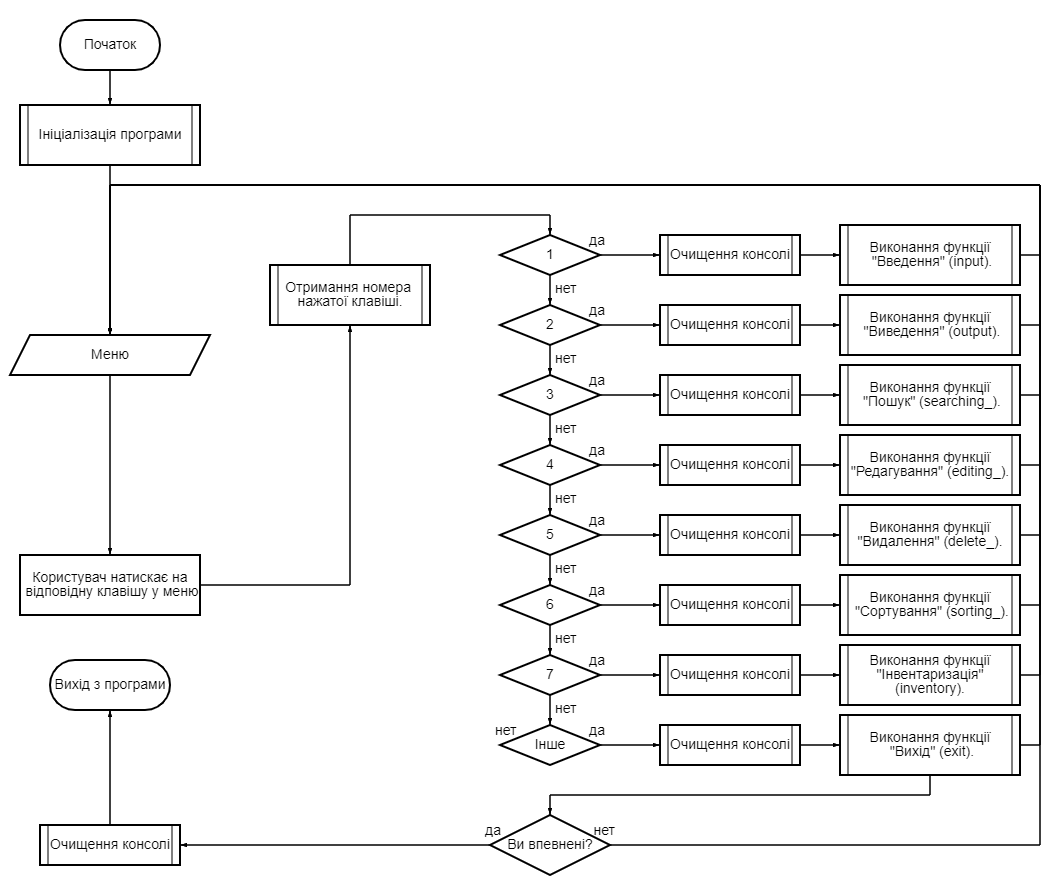 Початок
Ініціалізація програми
Меню
Користувач натискає на
відповідну клавішу у меню
Отримання номера
нажатої клавіші.
1
да
нет
Очищення консолі
Виконання функції
"Введення" (input).
2
да
нет
Очищення консолі
Виконання функції
"Виведення" (output).
3
да
нет
Очищення консолі
Виконання функції
"Пошук" (searching_).
4
да
нет
Очищення консолі
Виконання функції
"Редагування" (editing_).
5
да
нет
Очищення консолі
Виконання функції
"Видалення" (delete_).
6
да
нет
Очищення консолі
Виконання функції
"Сортування" (sorting_).
7
да
нет
Очищення консолі
Виконання функції
"Інвентаризація"
(inventory).
нет
Інше
да
Очищення консолі
Виконання функції
"Вихід" (exit).
да
Ви впевнені?
нет
Очищення консолі
Вихід з програми